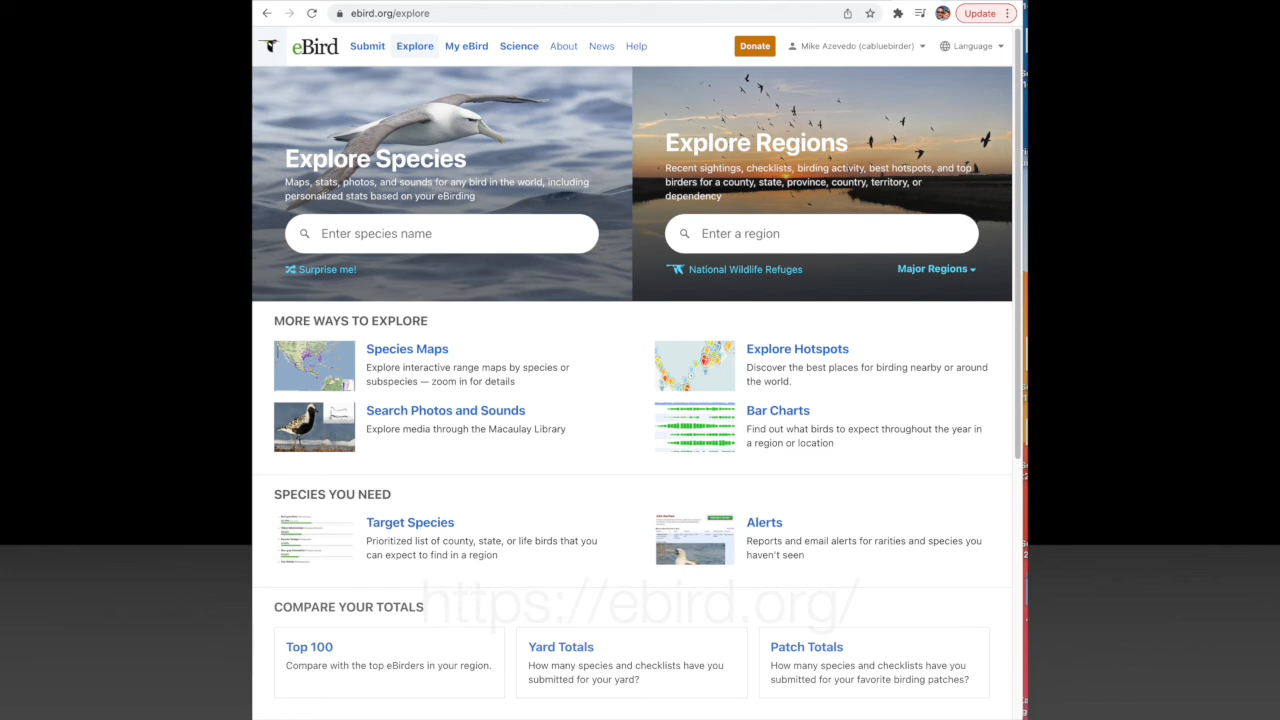 ebird.org/explore
Update
eBird
Submit
Explore
My eBird
Science
About
News
Help
Donate
Mike Azevedo (cabluebirder)
Language
Explore Species
Maps, stats, photos, and sounds for any bird in the world, including
personalized stats based on your eBirding
Enter species name
Surprise me!
Explore Regions
Recent sightings, checklists, birding activity, best hotspots, and top
birders for a county, state, province, country, territory, or
dependency
Enter a region
National Wildlife Refuges
Major Regions
MORE WAYS TO EXPLORE
Species Maps
Explore interactive range maps by species or
subspecies — zoom in for details
Explore Hotspots
Discover the best places for birding nearby or around
the world.
Search Photos and Sounds
Explore media through the Macaulay Library
Bar Charts
Find out what birds to expect throughout the year in
a region or location
SPECIES YOU NEED
Target Species
Prioritized list of county, state, or life birds that you
can expect to find in a region
Alerts
Reports and email alerts for rarities and species you
haven't seen
https://ebird.org/
COMPARE YOUR TOTALS
Top 100
Compare with the top eBirders in your region.
Yard Totals
How many species and checklists have you
submitted for your yard?
Patch Totals
How many species and checklists have you
submitted for your favorite birding patches?